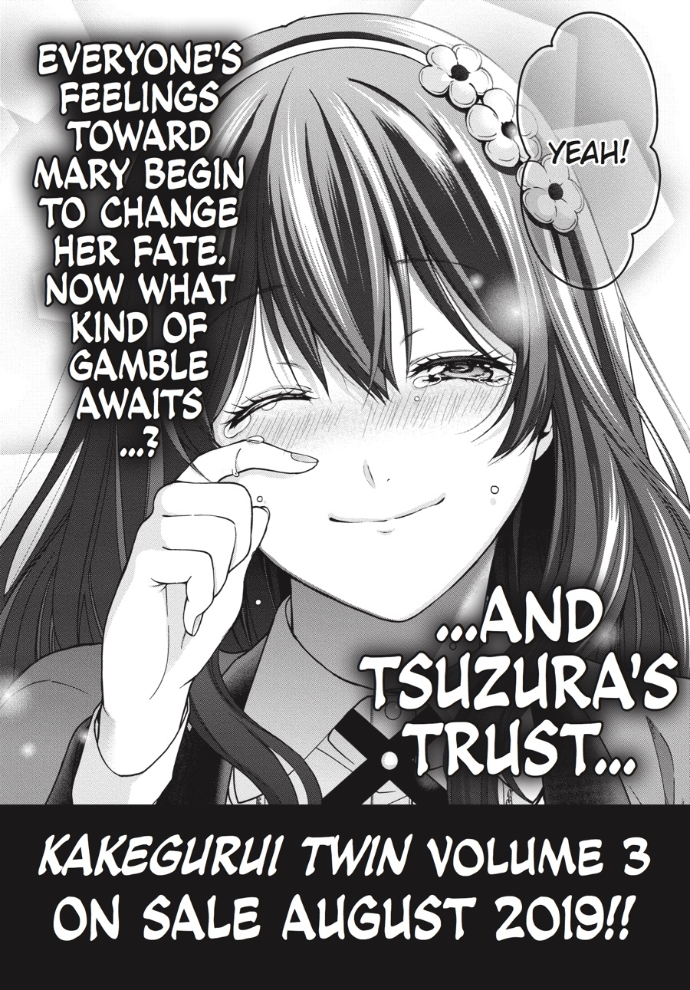 EVERYONE'S
FEELINGS
TOWARD
MARY BEGIN
TO CHANGE
HER FATE.
NOW WHAT
KIND OF
GAMBLE
AWAITS
...?
YEAH!
...AND
TSUZURA'S
TRUST...
KAKEGURUI TWIN VOLUME 3
ON SALE AUGUST 2019!!